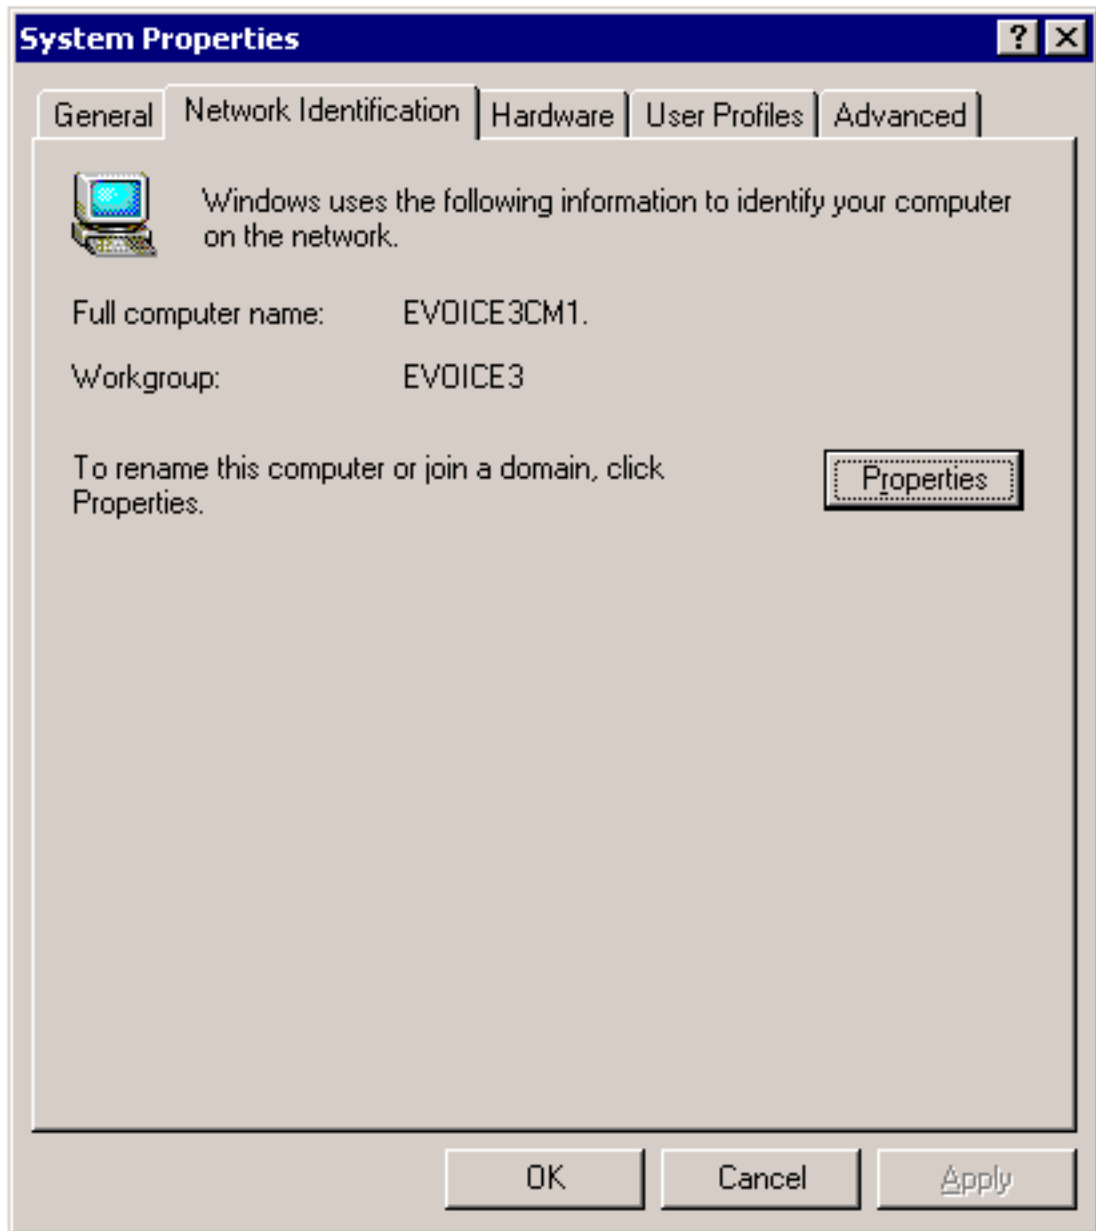 System Properties
General Network Identification Hardware User Profiles Advanced
Windows uses the following information to identify your computer
on the network.
Full computer name: EVOICE3CM1.
Workgroup: EVOICE3
To rename this computer or join a domain, click
Properties.
Properties
OK Cancel Apply